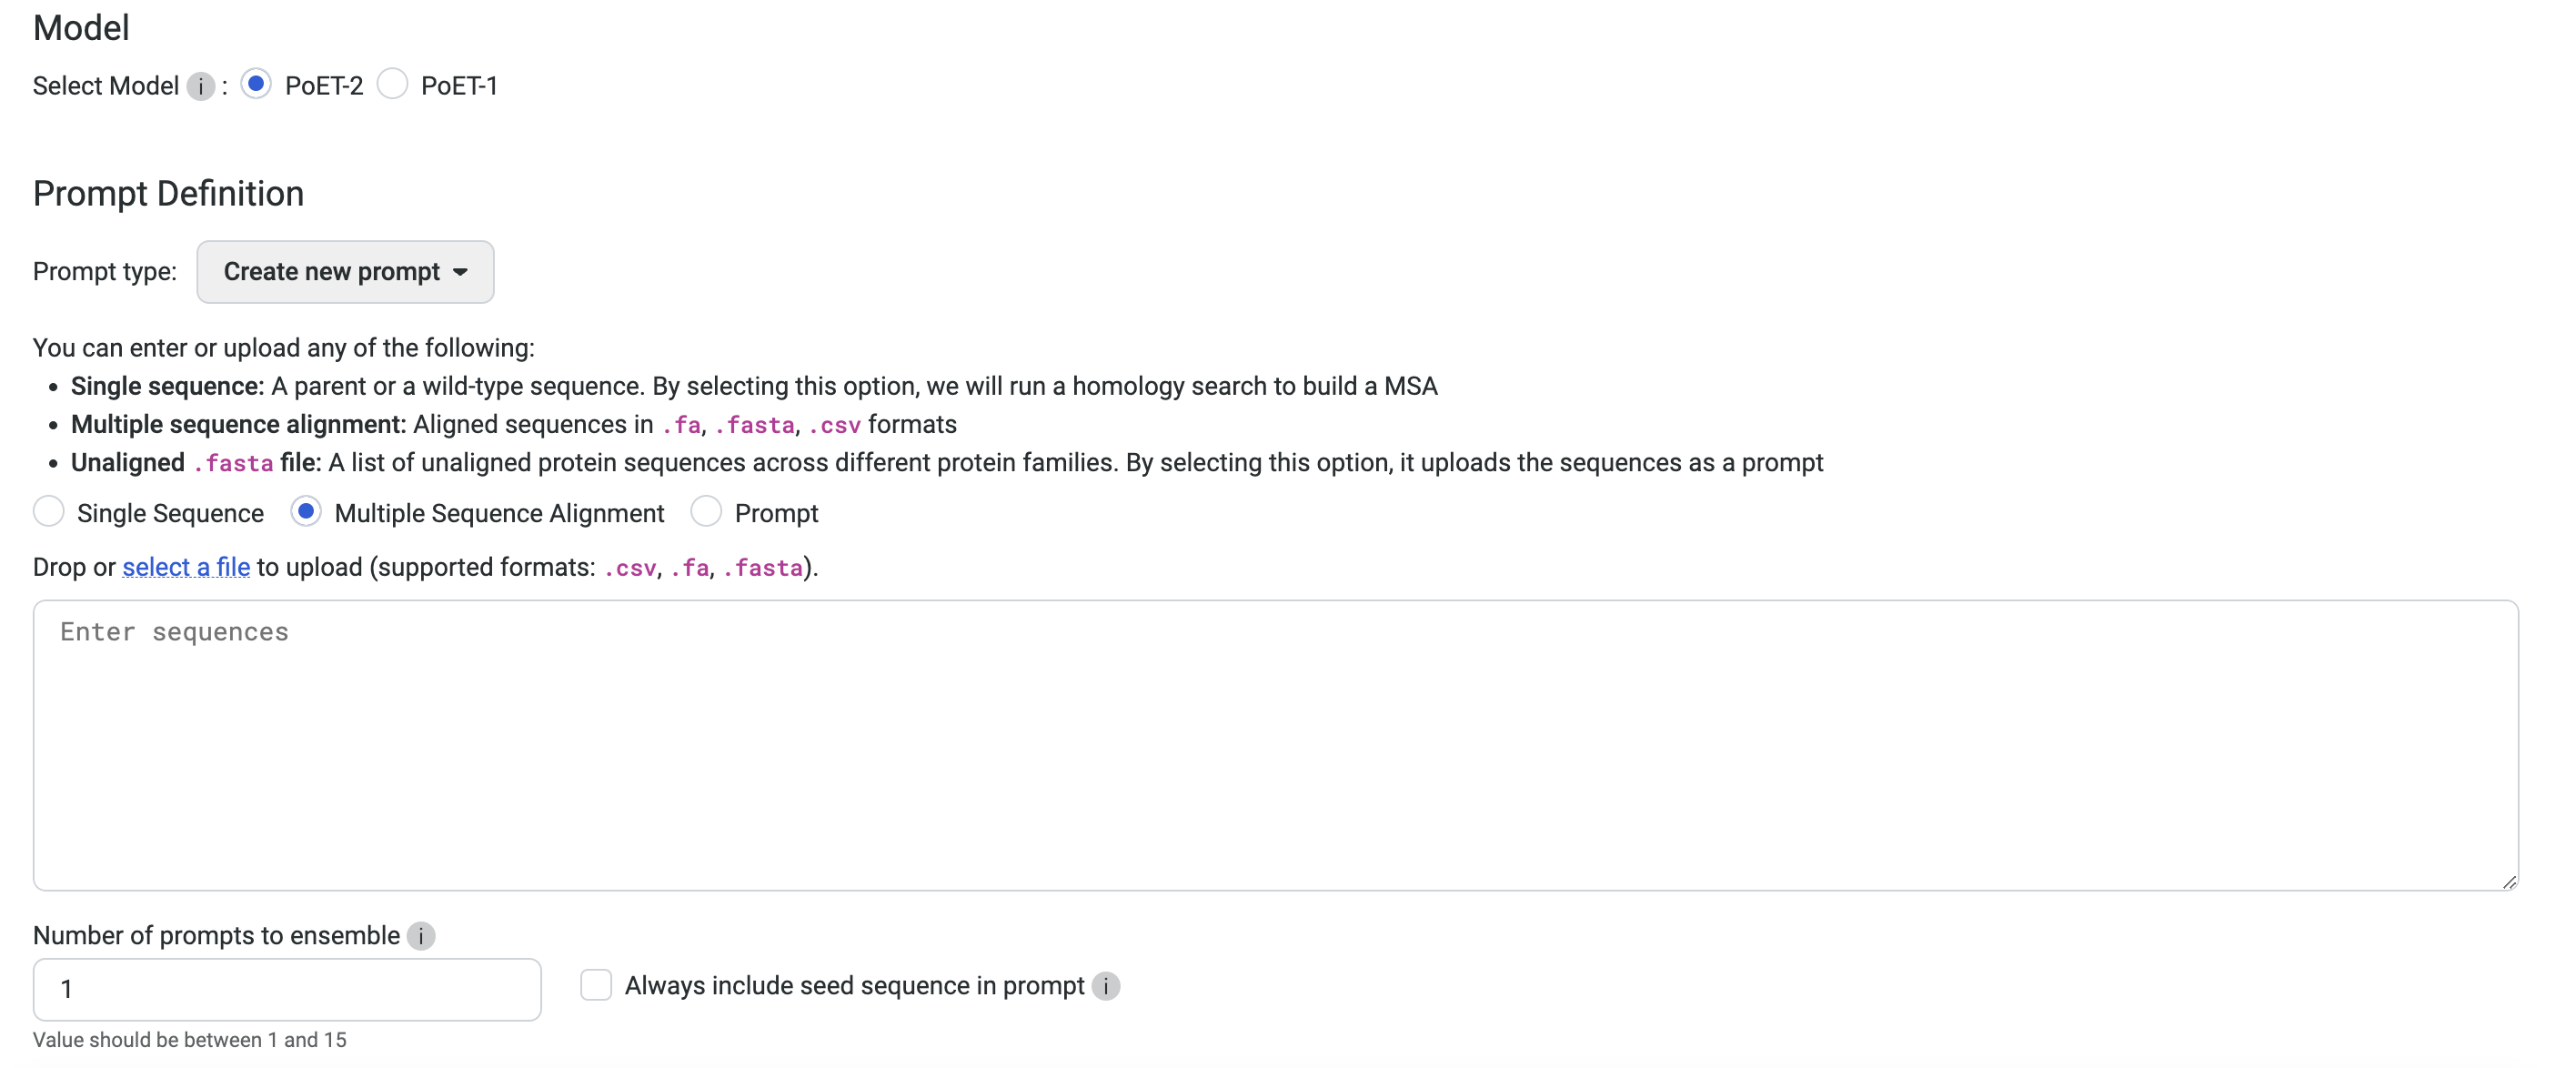 Model
Select Model i : PoET-2 PoET-1
Prompt Definition
Prompt type: Create new prompt
You can enter or upload any of the following:
• Single sequence: A parent or a wild-type sequence. By selecting this option, we will run a homology search to build a MSA
• Multiple sequence alignment: Aligned sequences in .fa, .fasta, .csv formats
• Unaligned .fasta file: A list of unaligned protein sequences across different protein families. By selecting this option, it uploads the sequences as a prompt
Single Sequence Multiple Sequence Alignment Prompt
Drop or select a file to upload (supported formats: .csv, .fa, .fasta).
Enter sequences
Number of prompts to ensemble i
1 Always include seed sequence in prompt i
Value should be between 1 and 15